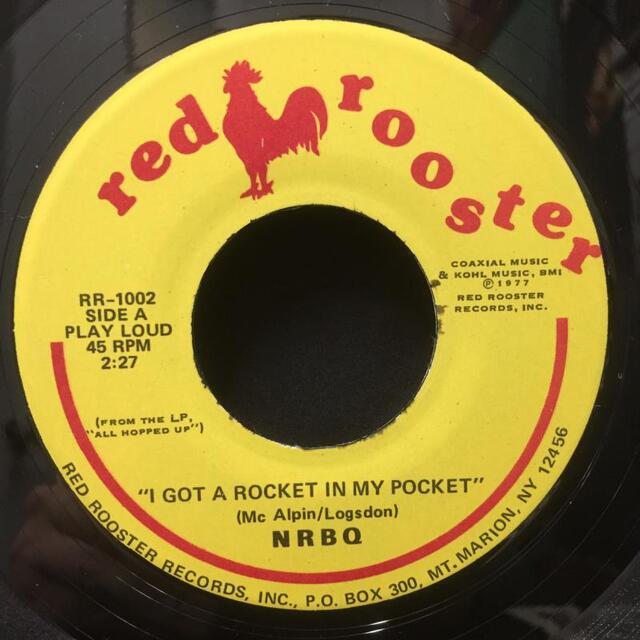 red rooster
RR-1002
SIDE A
PLAY LOUD
45 RPM
2:27
COAXIAL MUSIC
& KOHL MUSIC, BMI
℗ 1977
RED ROOSTER
RECORDS, INC.
(FROM THE LP,
"ALL HOPPED UP")
"I GOT A ROCKET IN MY POCKET"
(Mc Alpin/Logsdon)
NRBQ
RED ROOSTER RECORDS, INC., P.O. BOX 300, MT. MARION, NY 12456